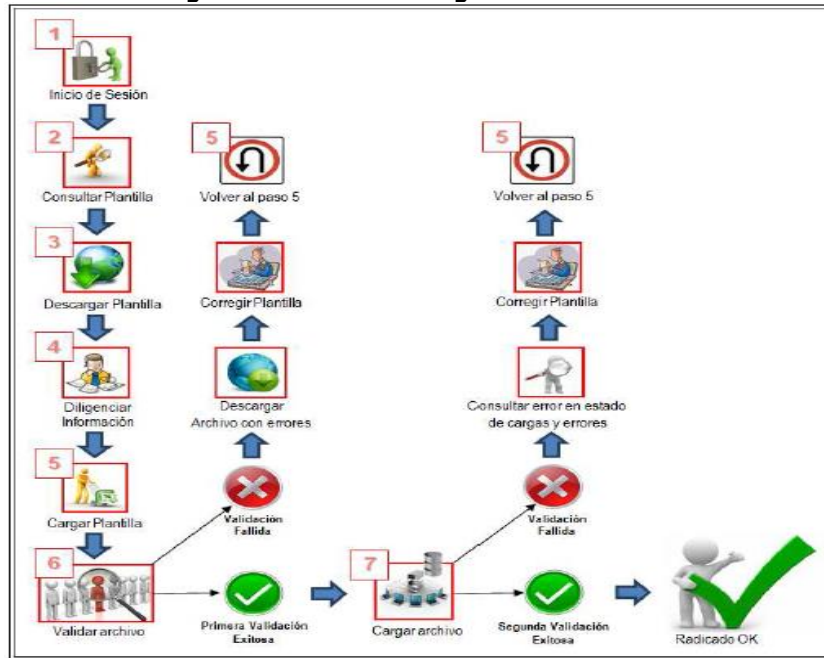 1
Inicio de Sesión
2
Consultar Plantilla
3
Descargar Plantilla
4
Diligenciar
Información
5
Cargar Plantilla
6
Validar archivo
5
Volver al paso 5
Corregir Plantilla
Descargar
Archivo con errores
Validación
Fallida
Primera Validación
Exitosa
7
Cargar archivo
5
Volver al paso 5
Corregir Plantilla
Consultar error en estado
de cargas y errores
Validación
Fallida
Segunda Validación
Exitosa
Radicado OK